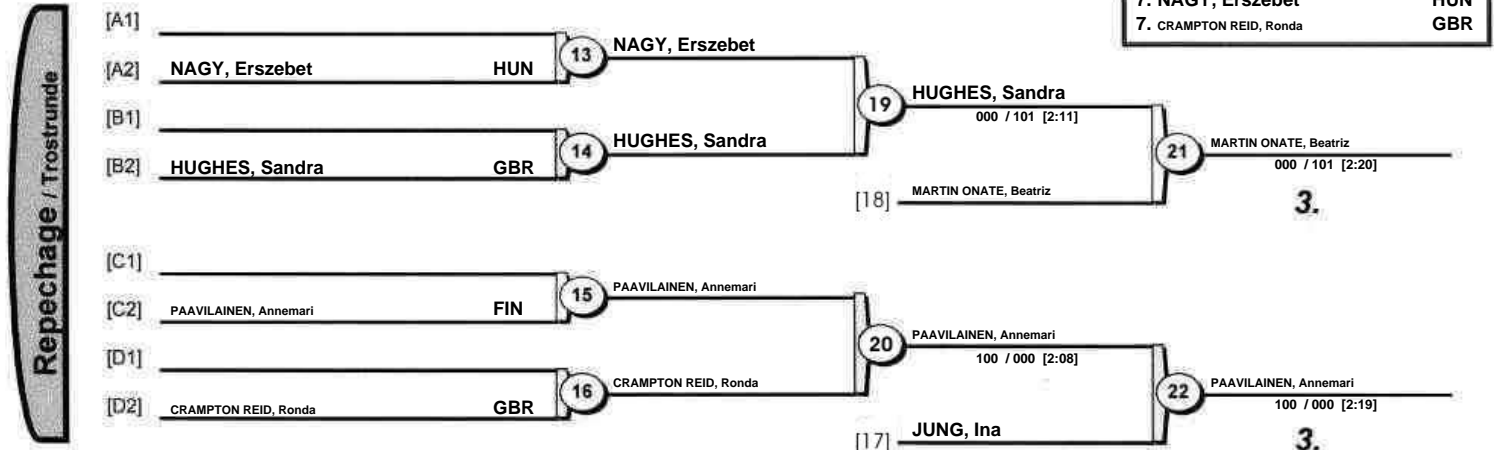 7. NAGY, Erszebet HUN
7. CRAMPTON REID, Ronda GBR
Repechage / Trostrunde
[A1]
[A2] NAGY, Erszebet HUN
13 NAGY, Erszebet
[B1]
[B2] HUGHES, Sandra GBR
14 HUGHES, Sandra
19 HUGHES, Sandra
000 / 101 [2:11]
[18] MARTIN ONATE, Beatriz
21 MARTIN ONATE, Beatriz
000 / 101 [2:20]
3.
[C1]
[C2] PAAVILAINEN, Annemari FIN
15 PAAVILAINEN, Annemari
[D1]
[D2] CRAMPTON REID, Ronda GBR
16 CRAMPTON REID, Ronda
20 PAAVILAINEN, Annemari
100 / 000 [2:08]
[17] JUNG, Ina
22 PAAVILAINEN, Annemari
100 / 000 [2:19]
3.